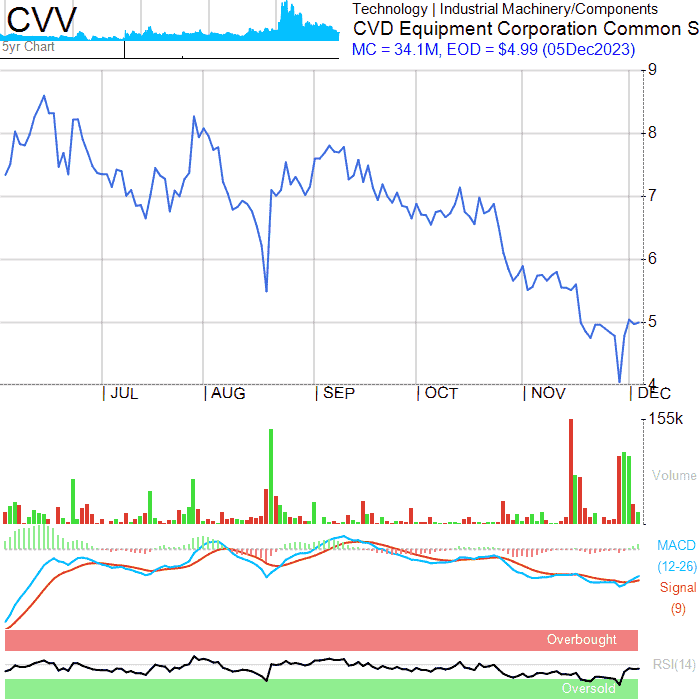 CVV
5yr Chart
Technology | Industrial Machinery/Components
CVD Equipment Corporation Common S
MC = 34.1M, EOD = $4.99 (05Dec2023)
9
8
7
6
5
4
| JUL | AUG | SEP | OCT | NOV | DEC
155k
Volume
MACD
(12-26)
Signal
(9)
Overbought
RSI(14)
Oversold